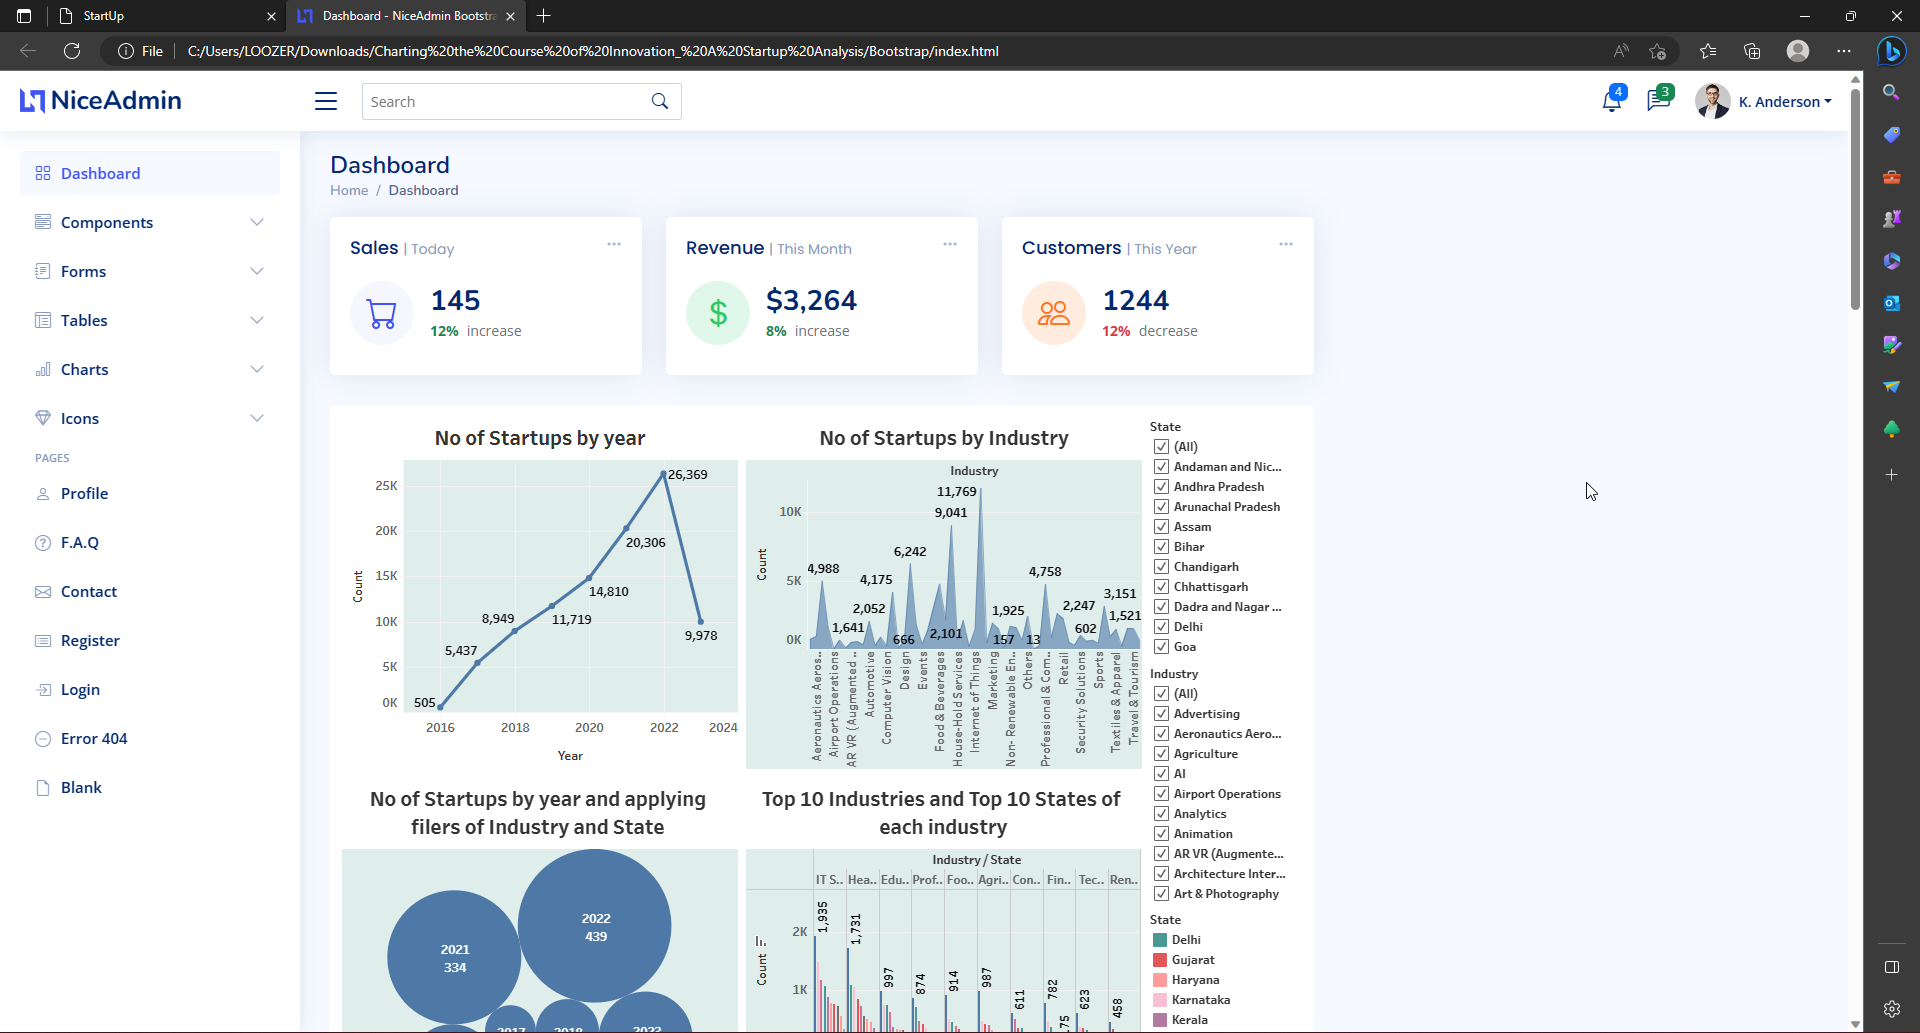 StartUp
Dashboard - NiceAdmin Bootstra
File
C:/Users/LOOZER/Downloads/Charting%20the%20Course%20of%20Innovation_%20A%20Startup%20Analysis/Bootstrap/index.html
NiceAdmin
Search
4
3
K. Anderson
Dashboard
Components
Forms
Tables
Charts
Icons
PAGES
Profile
F.A.Q
Contact
Register
Login
Error 404
Blank
Dashboard
Home / Dashboard
Sales | Today
145
12% increase
Revenue | This Month
$3,264
8% increase
Customers | This Year
1244
12% decrease
No of Startups by year
25K
20K
15K
10K
5K
0K
Count
505
5,437
8,949
11,719
14,810
20,306
26,369
9,978
2016
2018
2020
2022
2024
Year
No of Startups by Industry
Industry
10K
5K
0K
Count
4,988
1,641
2,052
4,175
666
6,242
2,101
9,041
11,769
1,925
157
13
4,758
2,247
602
3,151
1,521
Aeronautics Aeros..
Airport Operations
AR VR (Augmented ..
Automotive
Computer Vision
Design
Events
Food & Beverages
House-Hold Services
Internet of Things
Marketing
Non- Renewable En..
Others
Professional & Com..
Retail
Security Solutions
Sports
Textiles & Apparel
Travel & Tourism
State
(All)
Andaman and Nic...
Andhra Pradesh
Arunachal Pradesh
Assam
Bihar
Chandigarh
Chhattisgarh
Dadra and Nagar ...
Delhi
Goa
Industry
(All)
Advertising
Aeronautics Aero...
Agriculture
AI
Airport Operations
Analytics
Animation
AR VR (Augmente...
Architecture Inter...
Art & Photography
State
Delhi
Gujarat
Haryana
Karnataka
Kerala
No of Startups by year and applying
filers of Industry and State
2022
439
2021
334
2017
2018
2023
Top 10 Industries and Top 10 States of
each industry
Industry / State
IT S.. Hea.. Edu.. Prof.. Foo.. Agri.. Con.. Fin.. Tec.. Ren..
2K
1K
Count
1,935
1,731
997
874
914
987
611
782
75
623
458